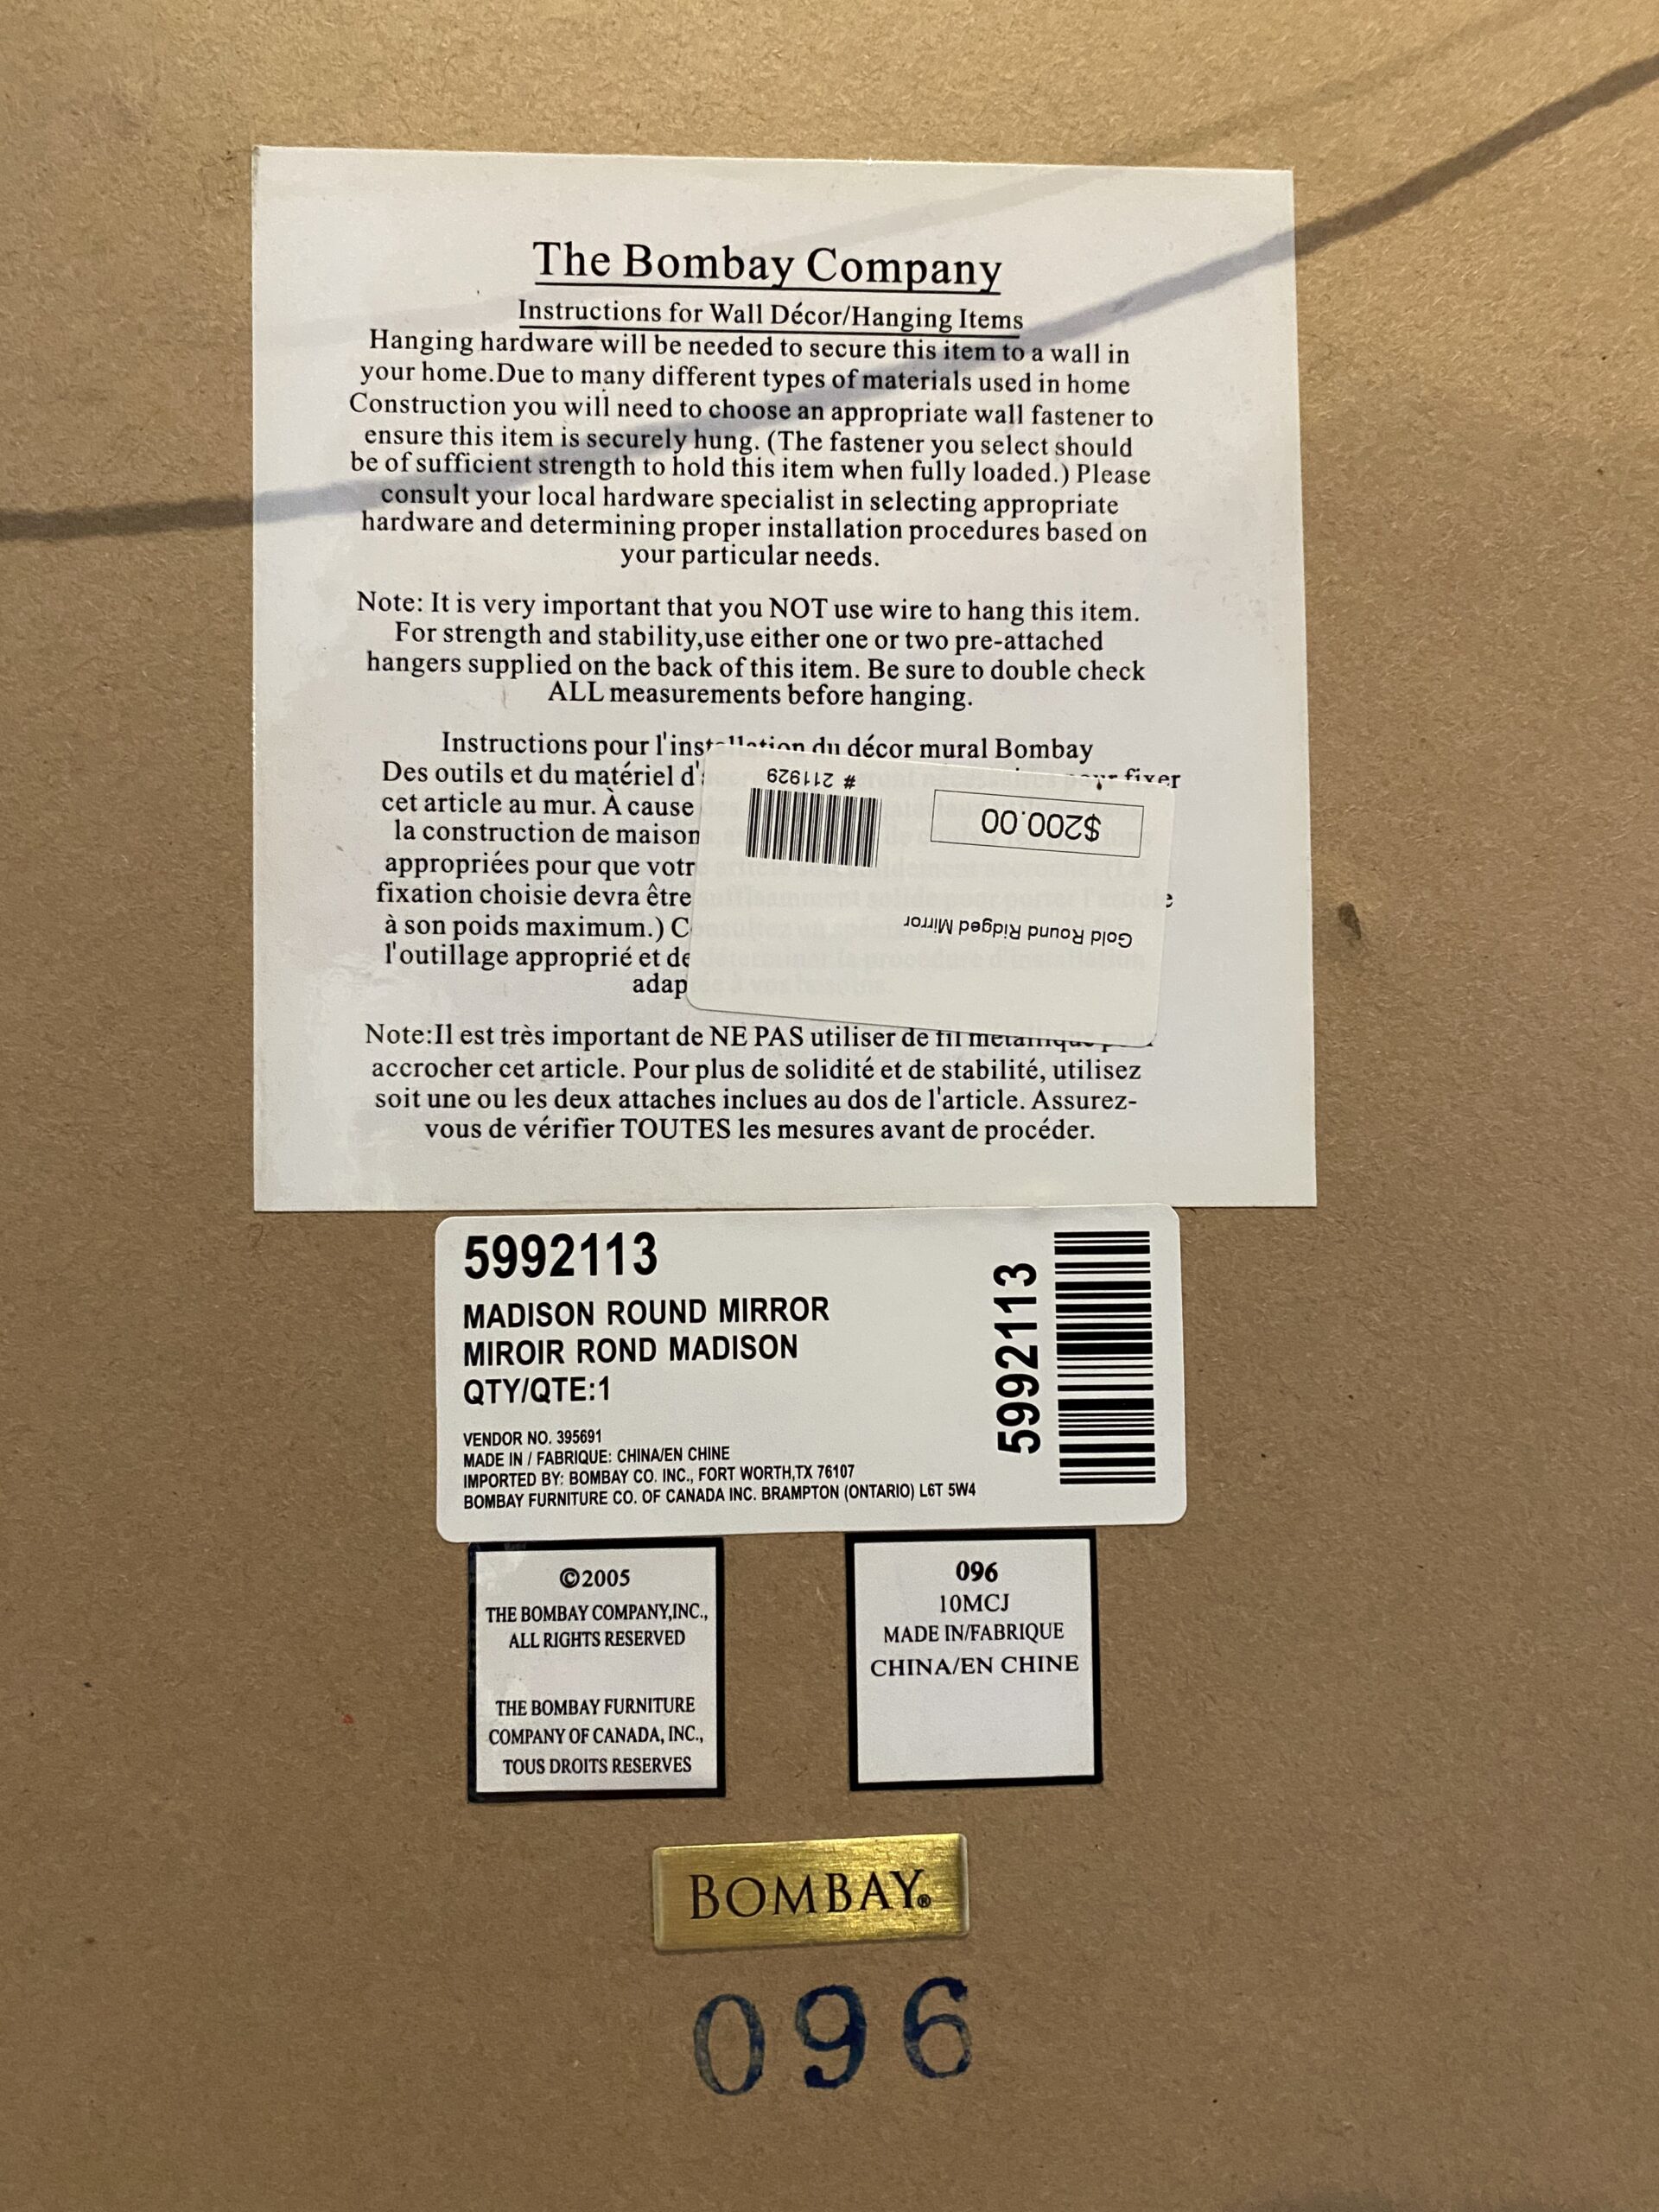 The Bombay Company
Instructions for Wall Décor/Hanging Items
Hanging hardware will be needed to secure this item to a wall in
your home.Due to many different types of materials used in home
Construction you will need to choose an appropriate wall fastener to
ensure this item is securely hung. (The fastener you select should
be of sufficient strength to hold this item when fully loaded.) Please
consult your local hardware specialist in selecting appropriate
hardware and determining proper installation procedures based on
your particular needs.
Note: It is very important that you NOT use wire to hang this item.
For strength and stability,use either one or two pre-attached
hangers supplied on the back of this item. Be sure to double check
ALL measurements before hanging.
Instructions pour l'installation du décor mural Bombay
Des outils et du matériel fixer
cet article au mur. À cause
la construction de maison
appropriées pour que
fixation choisie devra être
à son poids maximum.)
l'outillage approprié et
# 211929
$200.00
Gold Round Ridged Mirror
Note:Il est très important de NE PAS utiliser de fil métallique
accrocher cet article. Pour plus de solidité et de stabilité, utilisez
soit une ou les deux attaches inclues au dos de l'article. Assurez-
vous de vérifier TOUTES les mesures avant de procéder.
5992113
MADISON ROUND MIRROR
MIROIR ROND MADISON
QTY/QTE:1
VENDOR NO. 395691
MADE IN / FABRIQUE: CHINA/EN CHINE
IMPORTED BY: BOMBAY CO. INC., FORT WORTH,TX 76107
BOMBAY FURNITURE CO. OF CANADA INC. BRAMPTON (ONTARIO) L6T 5W4
5992113
©2005
THE BOMBAY COMPANY,INC.,
ALL RIGHTS RESERVED
THE BOMBAY FURNITURE
COMPANY OF CANADA, INC.,
TOUS DROITS RESERVES
096
10MCJ
MADE IN/FABRIQUE
CHINA/EN CHINE
BOMBAY®
096